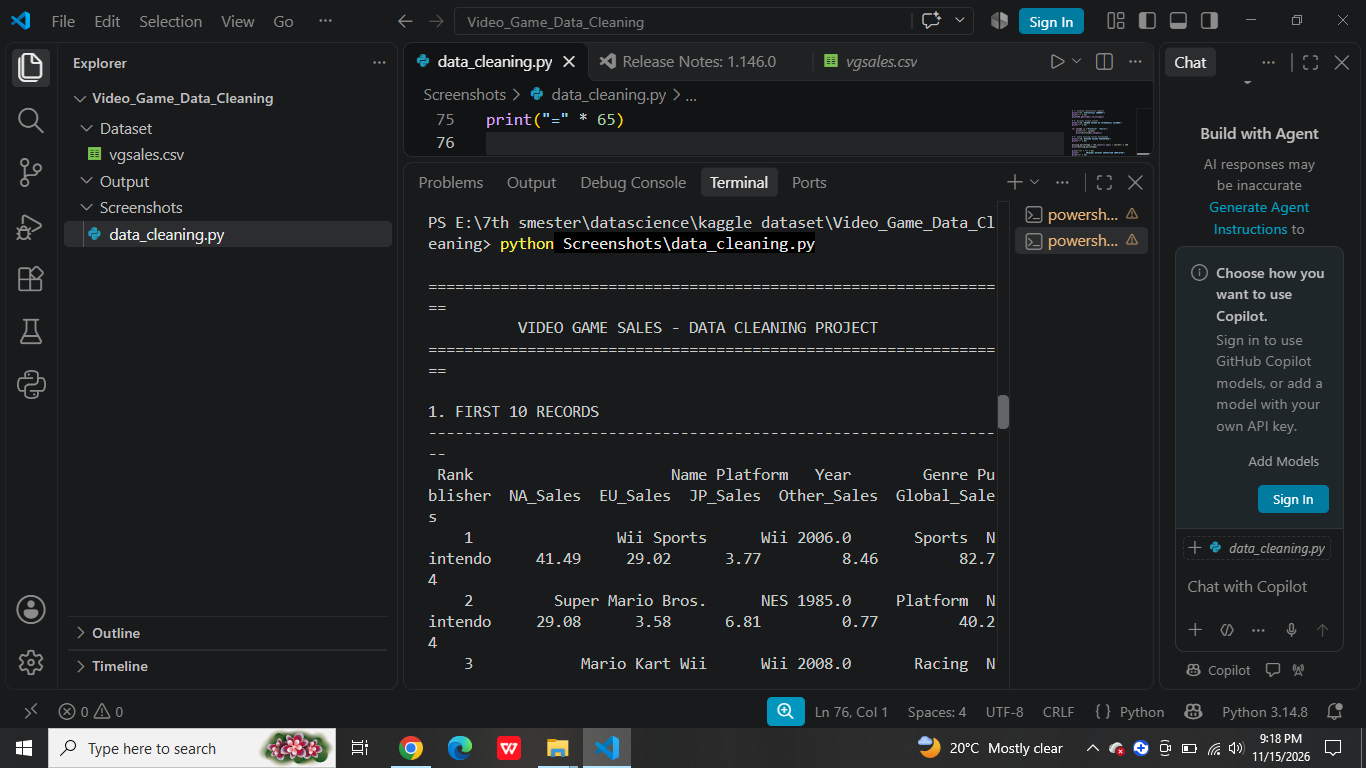 File Edit Selection View Go ...
Video_Game_Data_Cleaning
Sign In
Explorer
Video_Game_Data_Cleaning
Dataset
vgsales.csv
Output
Screenshots
data_cleaning.py
Outline
Timeline
data_cleaning.py
Release Notes: 1.146.0
vgsales.csv
Screenshots > data_cleaning.py > ...
75 print("=" * 65)
76
Problems Output Debug Console Terminal Ports
PS E:\7th smester\datascience\kaggle dataset\Video_Game_Data_Cl
eaning> python Screenshots\data_cleaning.py
===============================================================
==
VIDEO GAME SALES - DATA CLEANING PROJECT
===============================================================
==
1. FIRST 10 RECORDS
---------------------------------------------------------------
--
Rank Name Platform Year Genre Pu
blisher NA_Sales EU_Sales JP_Sales Other_Sales Global_Sale
s
1 Wii Sports Wii 2006.0 Sports N
intendo 41.49 29.02 3.77 8.46 82.7
4
2 Super Mario Bros. NES 1985.0 Platform N
intendo 29.08 3.58 6.81 0.77 40.2
4
3 Mario Kart Wii Wii 2008.0 Racing N
powersh...
powersh...
Chat
Build with Agent
AI responses may
be inaccurate
Generate Agent
Instructions to
Choose how you
want to use
Copilot.
Sign in to use
GitHub Copilot
models, or add a
model with your
own API key.
Add Models
Sign In
data_cleaning.py
Chat with Copilot
Copilot
0 0
Ln 76, Col 1 Spaces: 4 UTF-8 CRLF {} Python Python 3.14.8
Type here to search
20°C Mostly clear
9:18 PM
11/15/2026